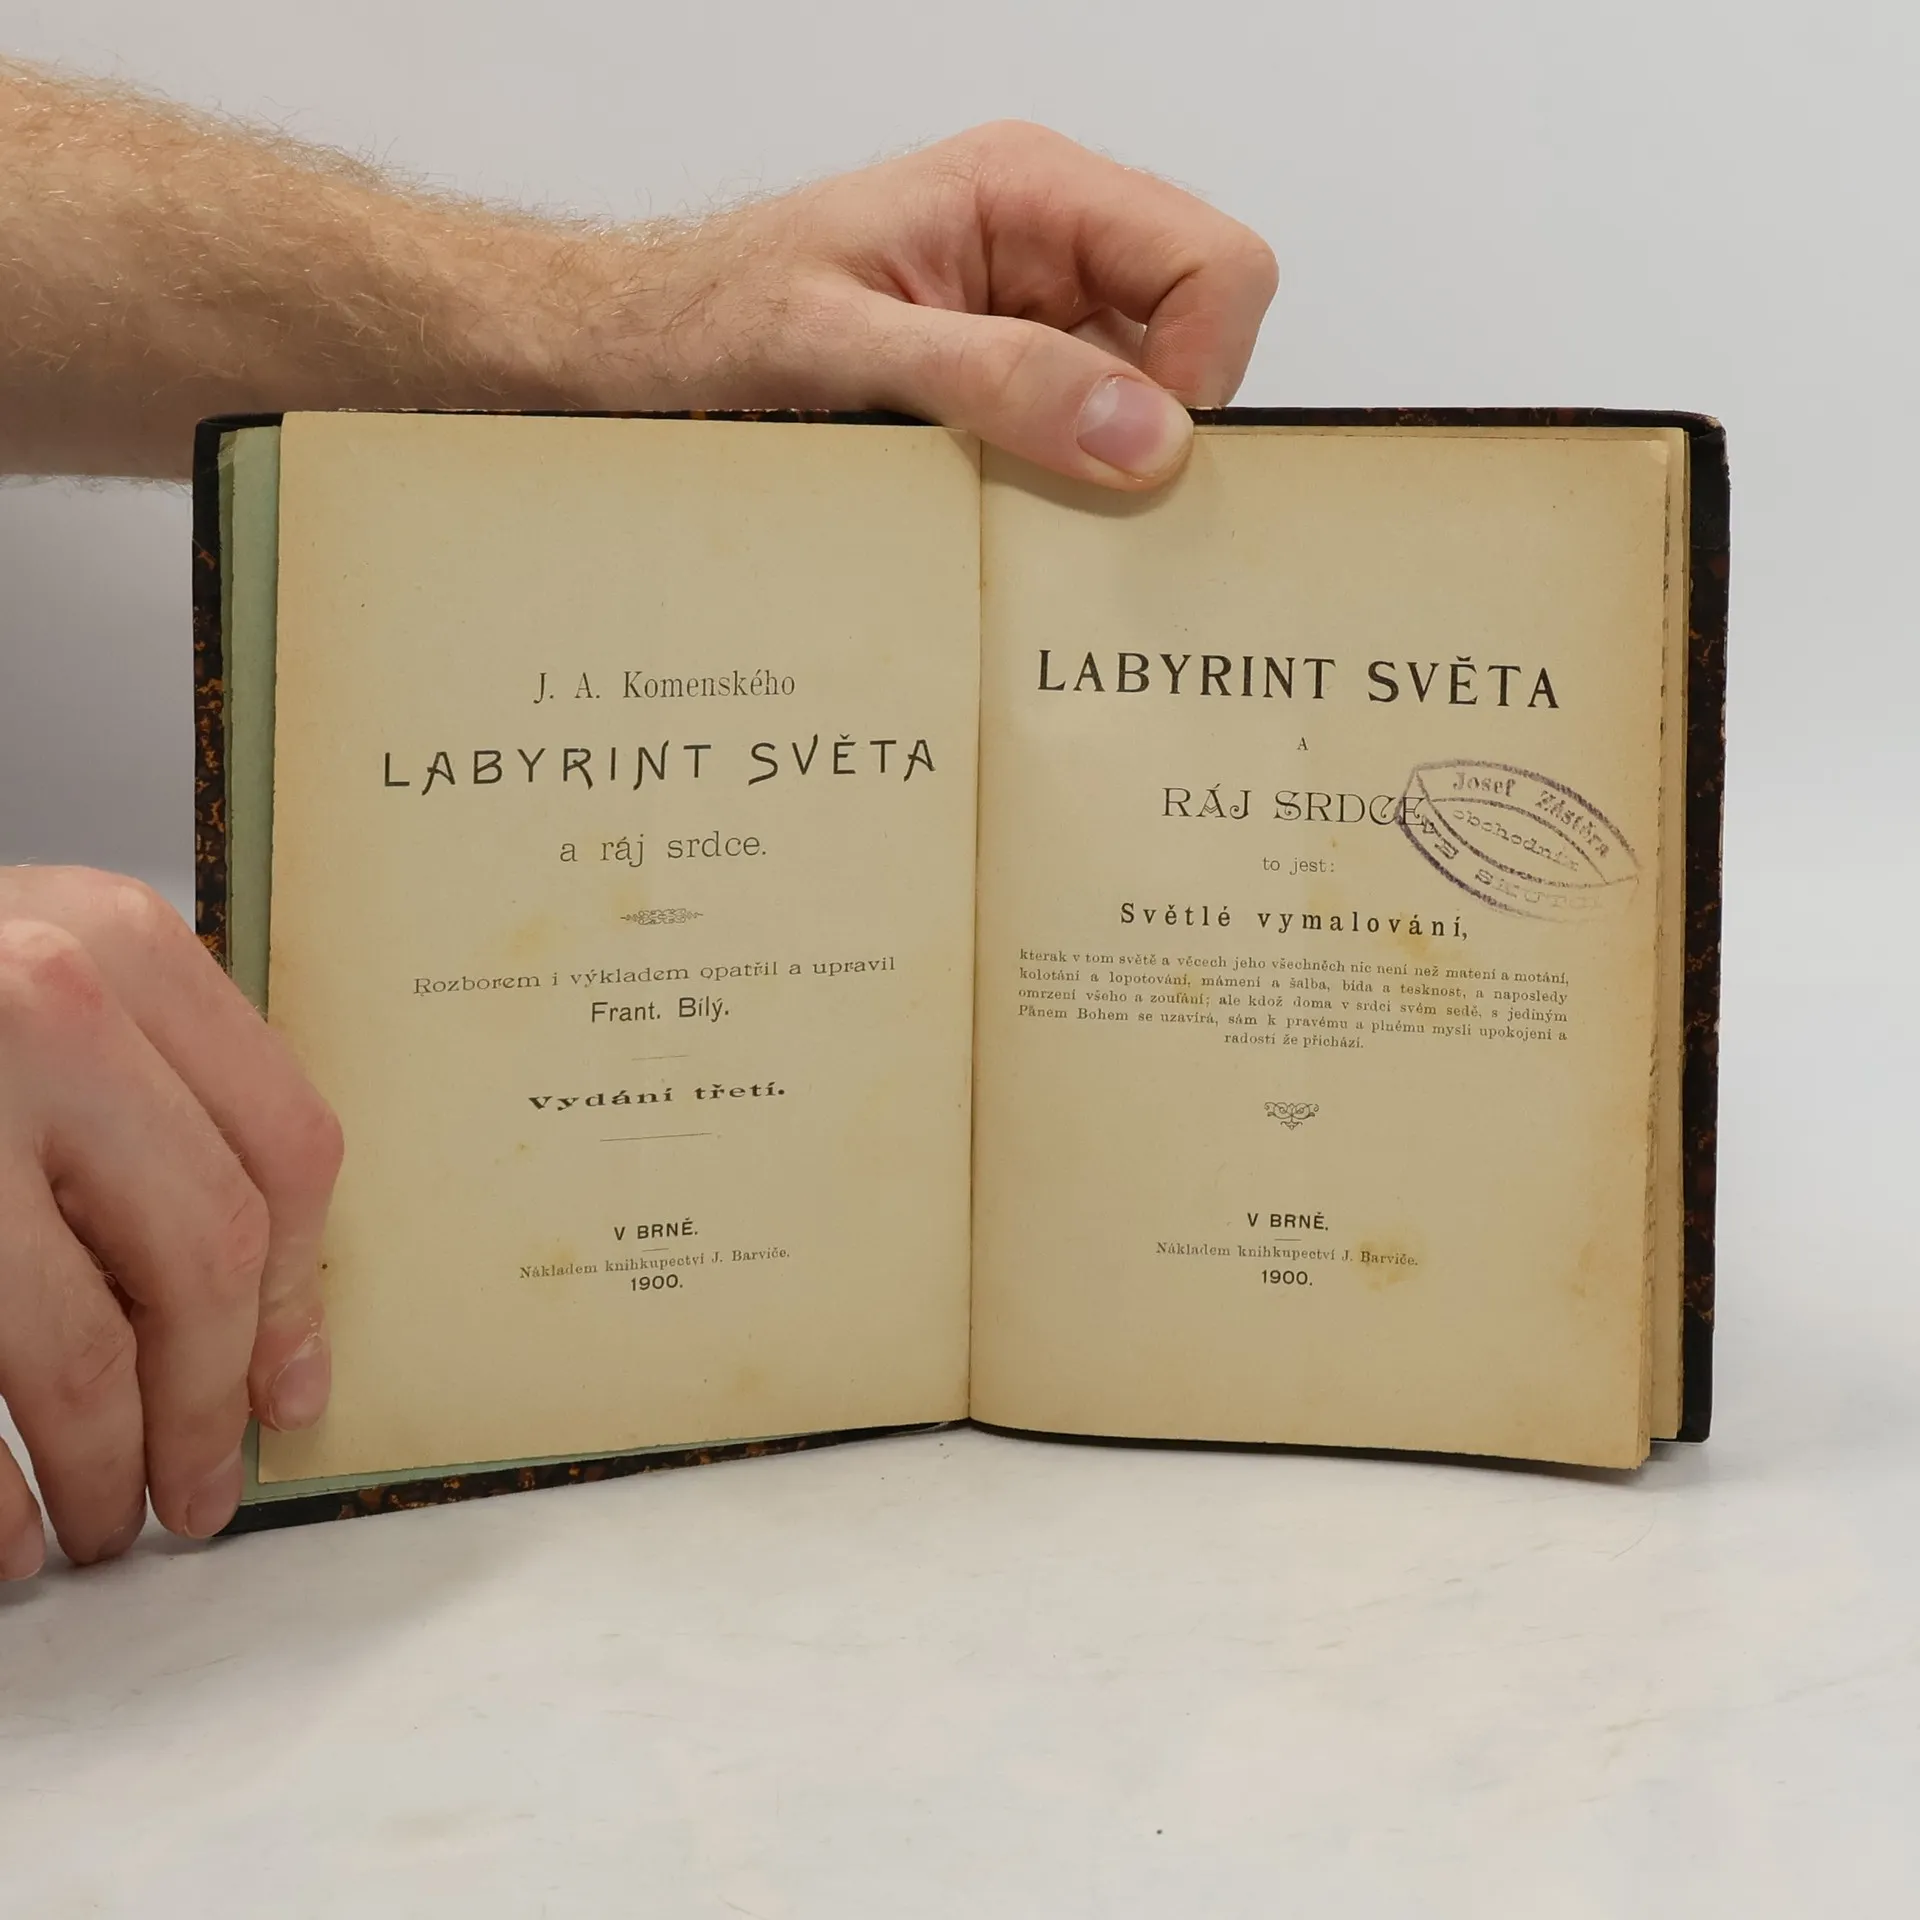 J. A. Komenského
LABYRINT SVĚTA
a ráj srdce.
Rozborem i výkladem opatřil a upravil
Frant. Bílý.
Vydání třetí.
V BRNĚ.
Nákladem knihkupectví J. Barviče.
1900.
LABYRINT SVĚTA
A
RÁJ SRDCE,
to jest:
Světlé vymalování,
kterak v tom světě a věcech jeho všechněch nic není než matení a motání,
kolotání a lopotování, mámení a šalba, bída a tesknost, a naposledy
omrzení všeho a zoufání; ale kdož doma v srdci svém sedě, s jediným
Pánem Bohem se uzavírá, sám k pravému a plnému mysli upokojení a
radosti že přichází.
V BRNĚ.
Nákladem knihkupectví J. Barviče.
1900.
Josef Zástěra
obchodník
VE